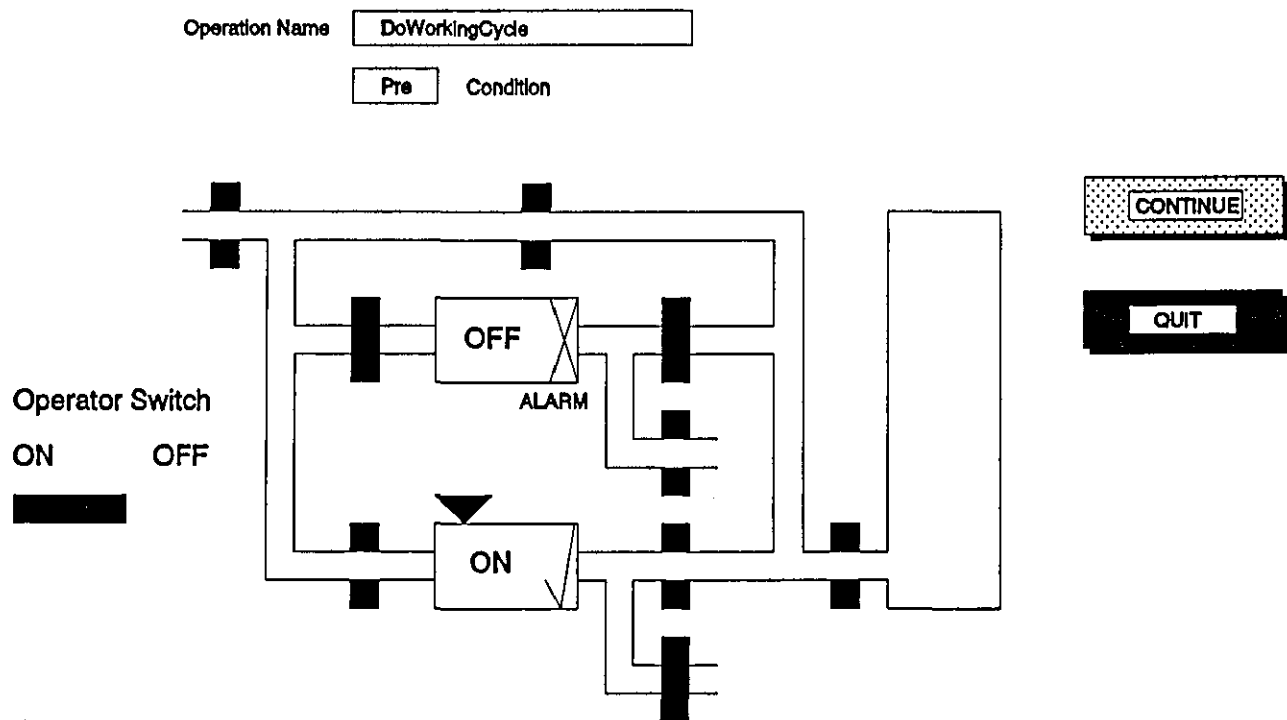 Operation Name DoWorkingCycle
Pre Condition
CONTINUE
QUIT
OFF
ALARM
Operator Switch
ON OFF
ON